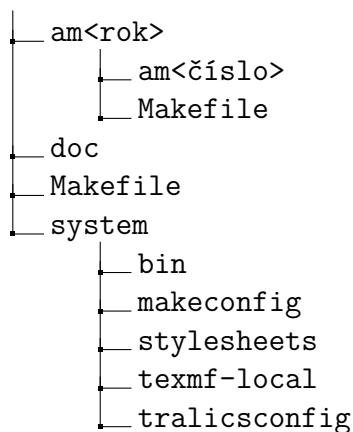 am<rok>
am<číslo>
Makefile
doc
Makefile
system
bin
makeconfig
stylesheets
texmf-local
tralicsconfig